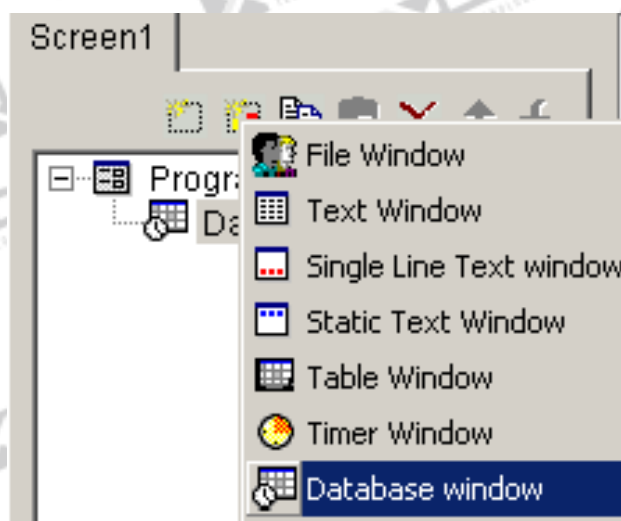 Screen1
Progra
Da
File Window
Text Window
Single Line Text window
Static Text Window
Table Window
Timer Window
Database window